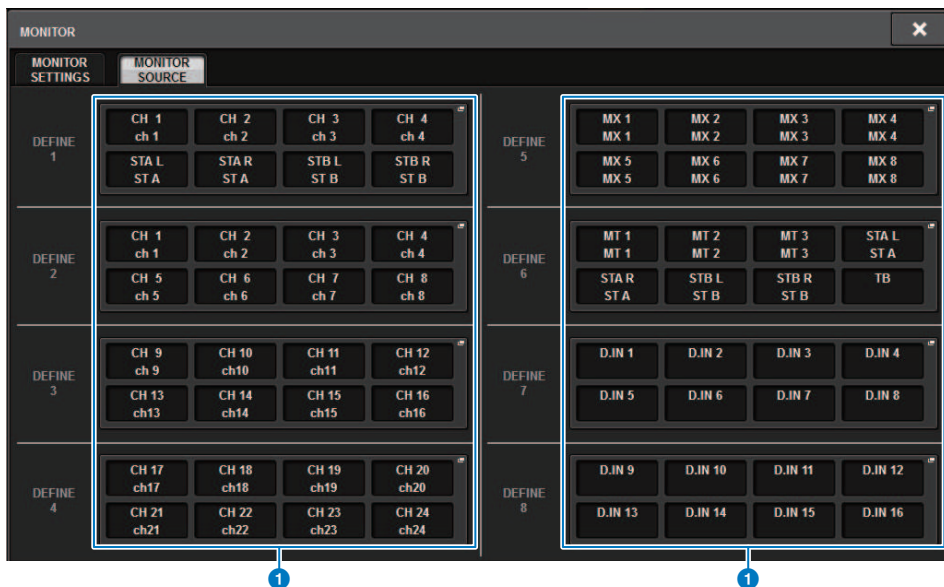 MONITOR
MONITOR
SETTINGS
MONITOR
SOURCE
DEFINE
1
CH 1 CH 2 CH 3 CH 4
ch 1 ch 2 ch 3 ch 4
STA L STA R STB L STB R
ST A ST A ST B ST B
DEFINE
2
CH 1 CH 2 CH 3 CH 4
ch 1 ch 2 ch 3 ch 4
CH 5 CH 6 CH 7 CH 8
ch 5 ch 6 ch 7 ch 8
DEFINE
3
CH 9 CH 10 CH 11 CH 12
ch 9 ch10 ch11 ch12
CH 13 CH 14 CH 15 CH 16
ch13 ch14 ch15 ch16
DEFINE
4
CH 17 CH 18 CH 19 CH 20
ch17 ch18 ch19 ch20
CH 21 CH 22 CH 23 CH 24
ch21 ch22 ch23 ch24
1
DEFINE
5
MX 1 MX 2 MX 3 MX 4
MX 1 MX 2 MX 3 MX 4
MX 5 MX 6 MX 7 MX 8
MX 5 MX 6 MX 7 MX 8
DEFINE
6
MT 1 MT 2 MT 3 STA L
MT 1 MT 2 MT 3 ST A
STA R STB L STB R TB
ST A ST B ST B
DEFINE
7
D.IN 1 D.IN 2 D.IN 3 D.IN 4
D.IN 5 D.IN 6 D.IN 7 D.IN 8
DEFINE
8
D.IN 9 D.IN 10 D.IN 11 D.IN 12
D.IN 13 D.IN 14 D.IN 15 D.IN 16
1